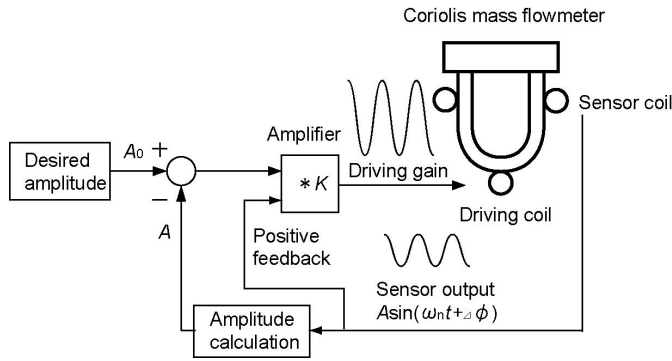 Coriolis mass flowmeter
Sensor coil
Amplifier
Desired
amplitude
A₀ +
−
A
∗K
Driving gain
Driving coil
Positive
feedback
Sensor output
Asin(ωₙt+⊿ϕ)
Amplitude
calculation